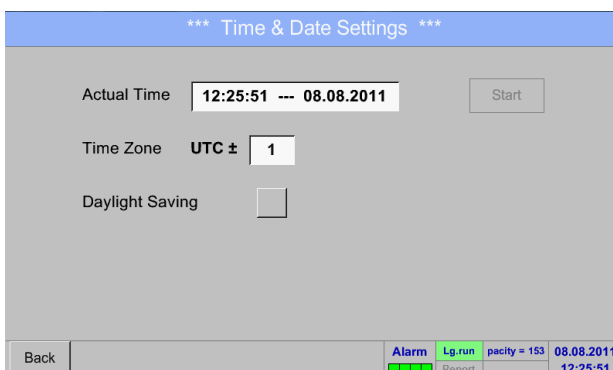 *** Time & Date Settings ***
Actual Time 12:25:51 --- 08.08.2011 Start
Time Zone UTC ± 1
Daylight Saving
Back Alarm Lg.run pacity = 153 08.08.2011
Report 12:25:51